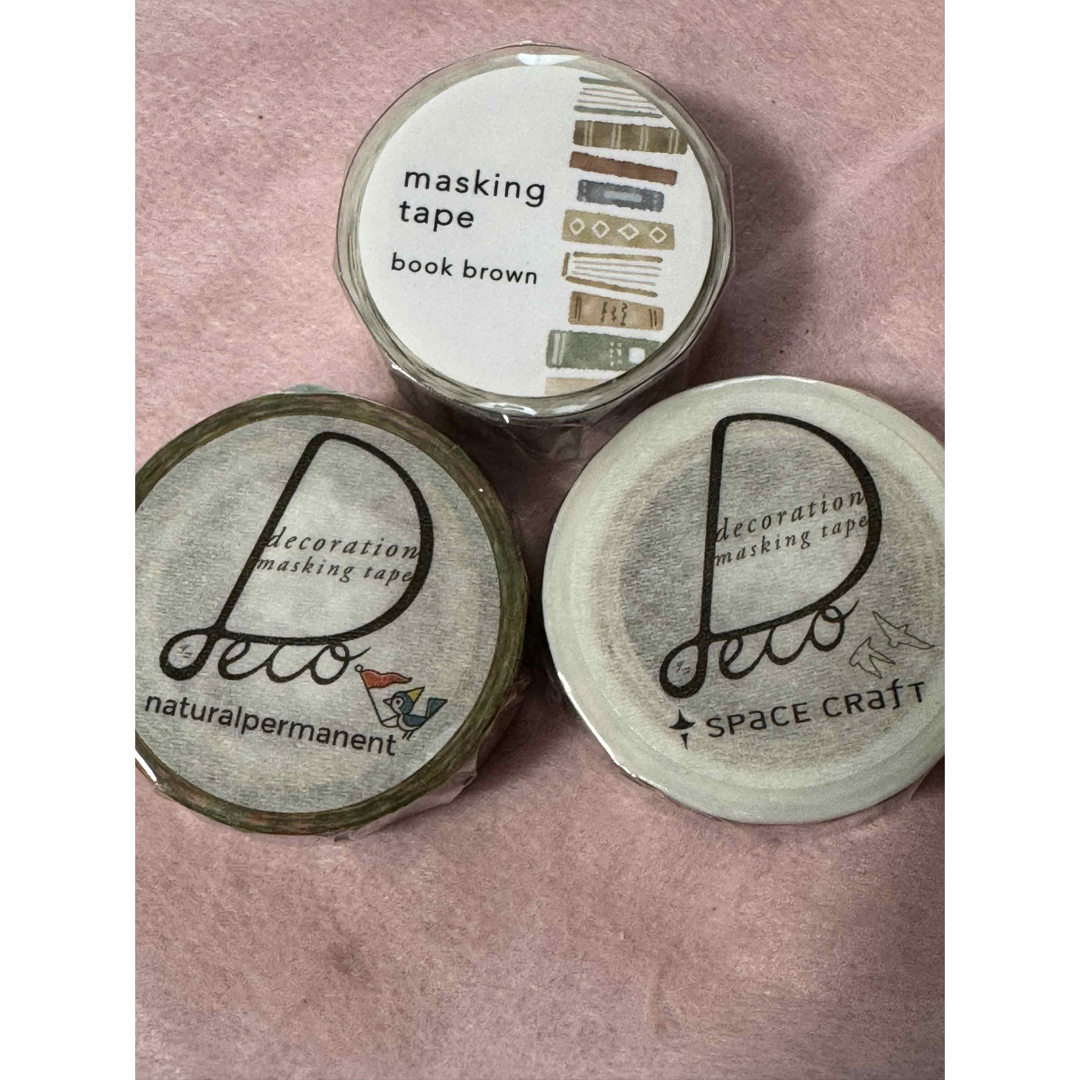 masking
tape
book brown
decoration
masking tape
Deco
naturalpermanent
decoration
masking tape
Deco
SPaCE CRafT